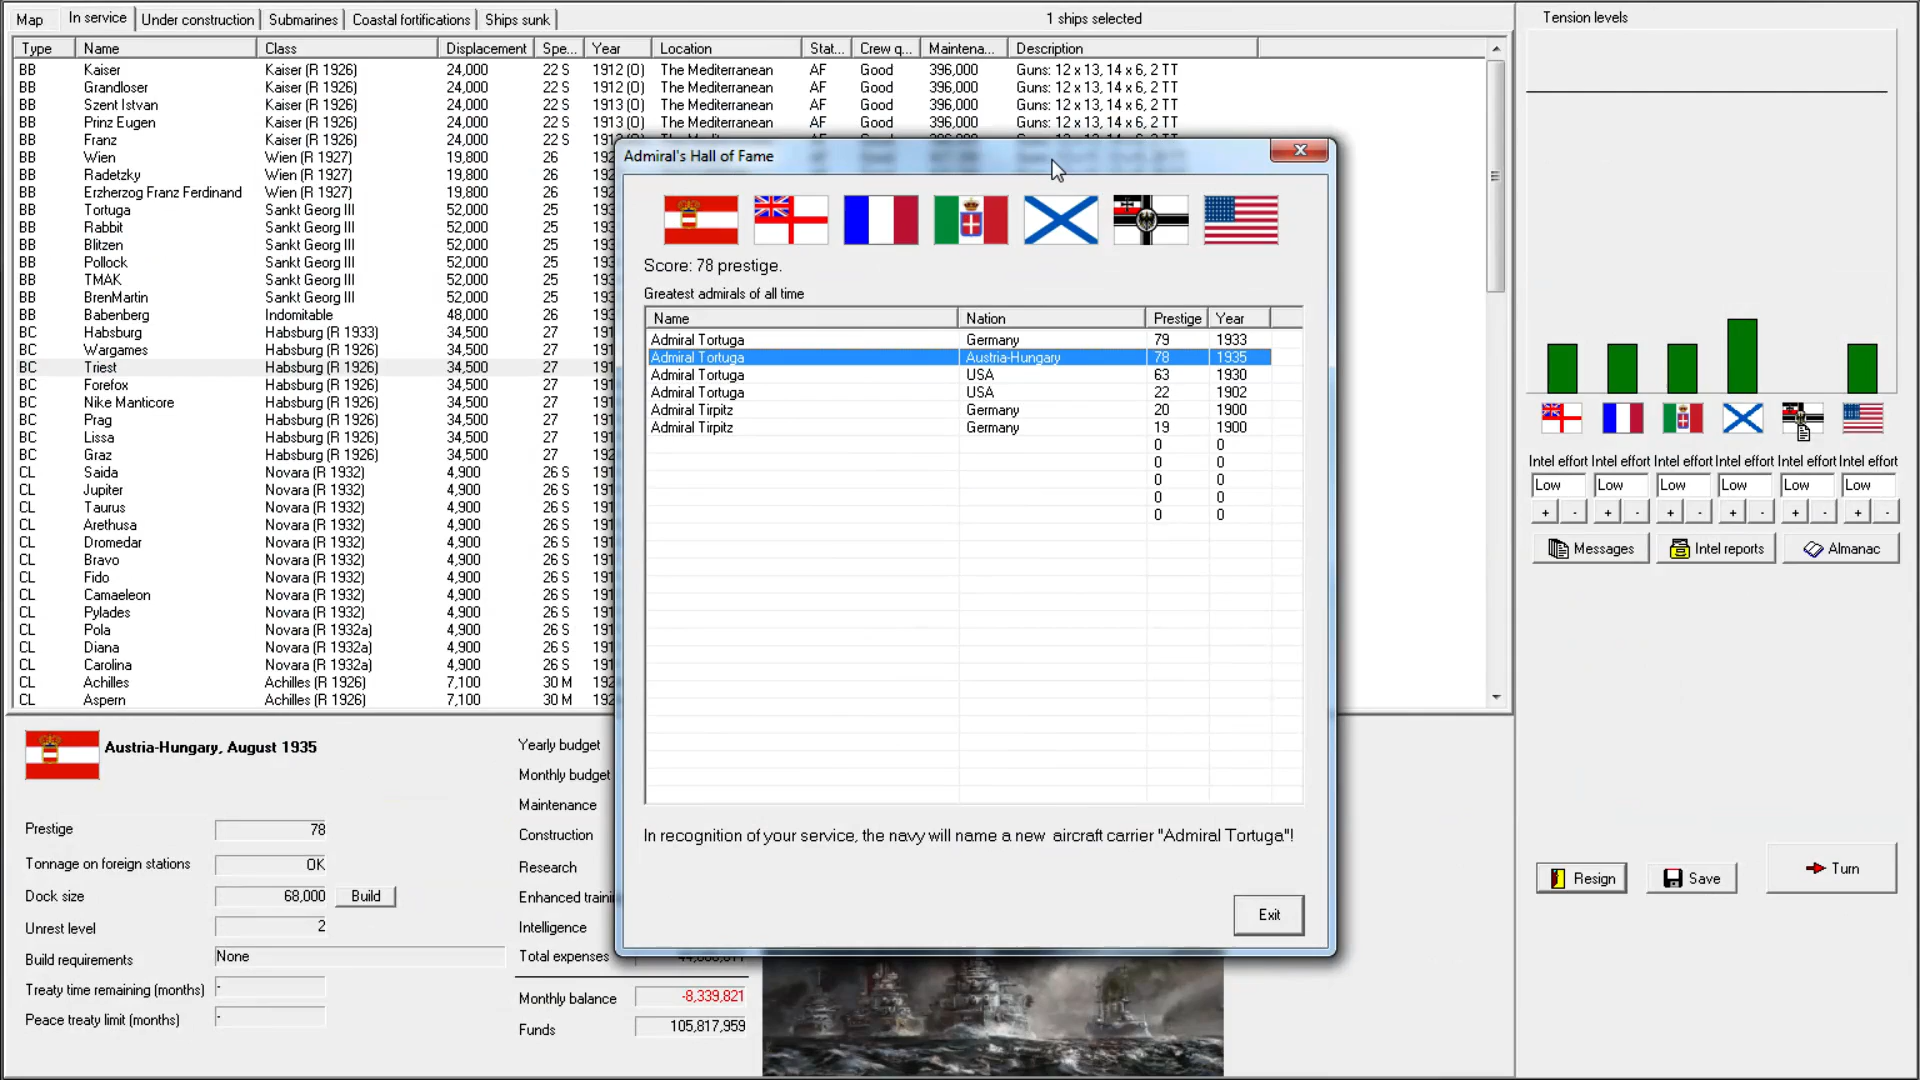 Map In service Under construction Submarines Coastal fortifications Ships sunk 1 ships selected Tension levels
Type Name Class Displacement Spe... Year Location Stat... Crew q... Maintena... Description
BB Kaiser Kaiser (R 1926) 24,000 22 S 1912 (O) The Mediterranean AF Good 396,000 Guns: 12 x 13, 14 x 6, 2 TT
BB Grandloser Kaiser (R 1926) 24,000 22 S 1912 (O) The Mediterranean AF Good 396,000 Guns: 12 x 13, 14 x 6, 2 TT
BB Szent Istvan Kaiser (R 1926) 24,000 22 S 1913 (O) The Mediterranean AF Good 396,000 Guns: 12 x 13, 14 x 6, 2 TT
BB Prinz Eugen Kaiser (R 1926) 24,000 22 S 1913 (O) The Mediterranean AF Good 396,000 Guns: 12 x 13, 14 x 6, 2 TT
BB Franz Kaiser (R 1926) 24,000 22 S
BB Wien Wien (R 1927) 19,800 26
BB Radetzky Wien (R 1927) 19,800 26
BB Erzherzog Franz Ferdinand Wien (R 1927) 19,800 26
BB Tortuga Sankt Georg III 52,000 25
BB Rabbit Sankt Georg III 52,000 25
BB Blitzen Sankt Georg III 52,000 25
BB Pollock Sankt Georg III 52,000 25
BB TMAK Sankt Georg III 52,000 25
BB BrenMartin Sankt Georg III 52,000 25
BB Babenberg Indomitable 48,000 26
BC Habsburg Habsburg (R 1933) 34,500 27
BC Wargames Habsburg (R 1926) 34,500 27
BC Triest Habsburg (R 1926) 34,500 27
BC Forefox Habsburg (R 1926) 34,500 27
BC Nike Manticore Habsburg (R 1926) 34,500 27
BC Prag Habsburg (R 1926) 34,500 27
BC Lissa Habsburg (R 1926) 34,500 27
BC Graz Habsburg (R 1926) 34,500 27
CL Saida Novara (R 1932) 4,900 26 S
CL Jupiter Novara (R 1932) 4,900 26 S
CL Taurus Novara (R 1932) 4,900 26 S
CL Arethusa Novara (R 1932) 4,900 26 S
CL Dromedar Novara (R 1932) 4,900 26 S
CL Bravo Novara (R 1932) 4,900 26 S
CL Fido Novara (R 1932) 4,900 26 S
CL Camaeleon Novara (R 1932) 4,900 26 S
CL Pylades Novara (R 1932) 4,900 26 S
CL Pola Novara (R 1932a) 4,900 26 S
CL Diana Novara (R 1932a) 4,900 26 S
CL Carolina Novara (R 1932a) 4,900 26 S
CL Achilles Achilles (R 1926) 7,100 30 M
CL Aspern Achilles (R 1926) 7,100 30 M
Admiral's Hall of Fame
Score: 78 prestige.
Greatest admirals of all time
Name Nation Prestige Year
Admiral Tortuga Germany 79 1933
Admiral Tortuga Austria-Hungary 78 1935
Admiral Tortuga USA 63 1930
Admiral Tortuga USA 22 1902
Admiral Tirpitz Germany 20 1900
Admiral Tirpitz Germany 19 1900
0 0
0 0
0 0
0 0
0 0
In recognition of your service, the navy will name a new aircraft carrier "Admiral Tortuga"!
Exit
Intel effort Intel effort Intel effort Intel effort Intel effort Intel effort
Low Low Low Low Low Low
+ - + - + - + - + - + -
Messages Intel reports Almanac
Resign Save Turn
Austria-Hungary, August 1935
Prestige 78
Tonnage on foreign stations OK
Dock size 68,000 Build
Unrest level 2
Build requirements None
Treaty time remaining (months) -
Peace treaty limit (months) -
Yearly budget
Monthly budget
Maintenance
Construction
Research
Enhanced
Intelligence
Total expenses
Monthly balance -8,339,821
Funds 105,817,959